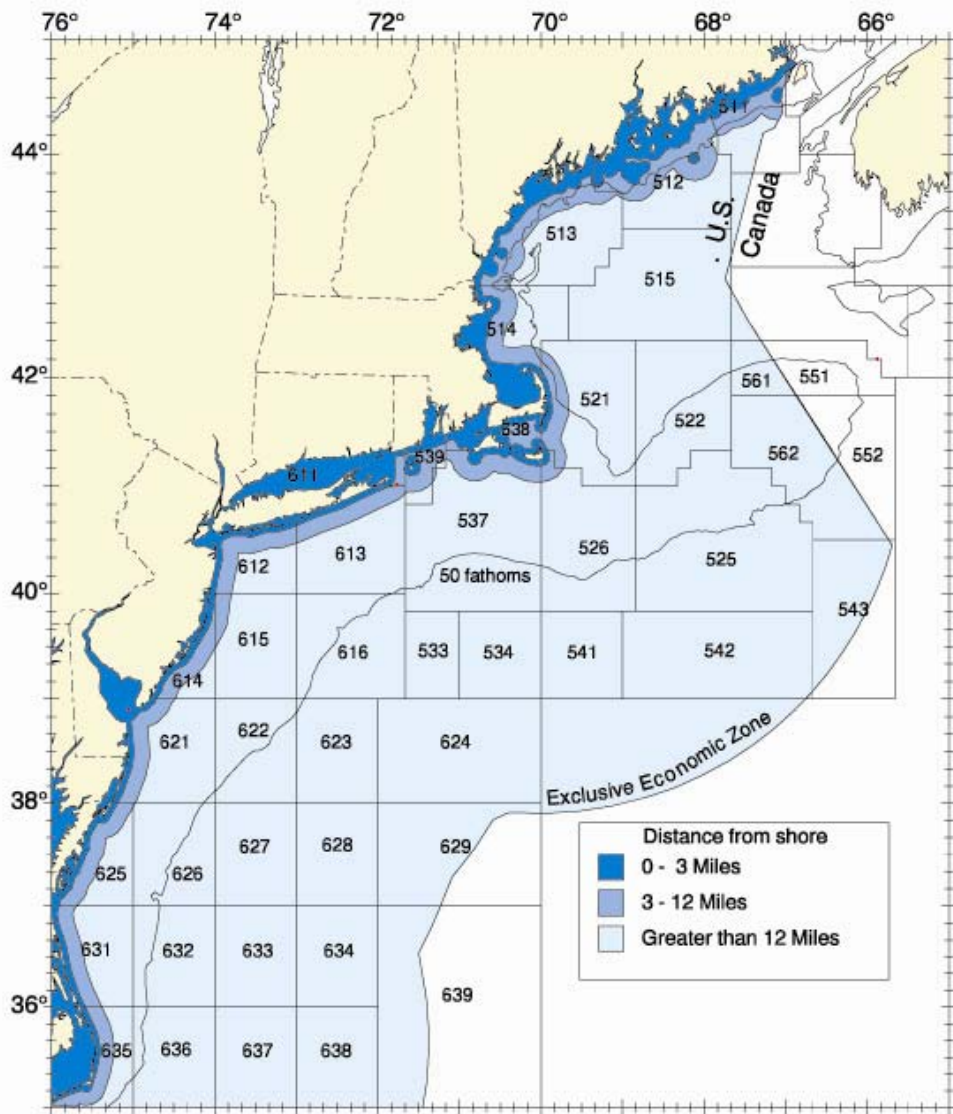 76° 74° 72° 70° 68° 66°
511
44°
512
U.S.
Canada
513
515
514
42°
561 551
521
522
538
539
562 552
611
537
613
526
612
525
50 fathoms
40°
543
615
616 533 534 541 542
614
622
621 623 624
Exclusive Economic Zone
38°
627 628 629
625 626
631 632 633 634
639
36°
635 636 637 638
Distance from shore
0 - 3 Miles
3 - 12 Miles
Greater than 12 Miles